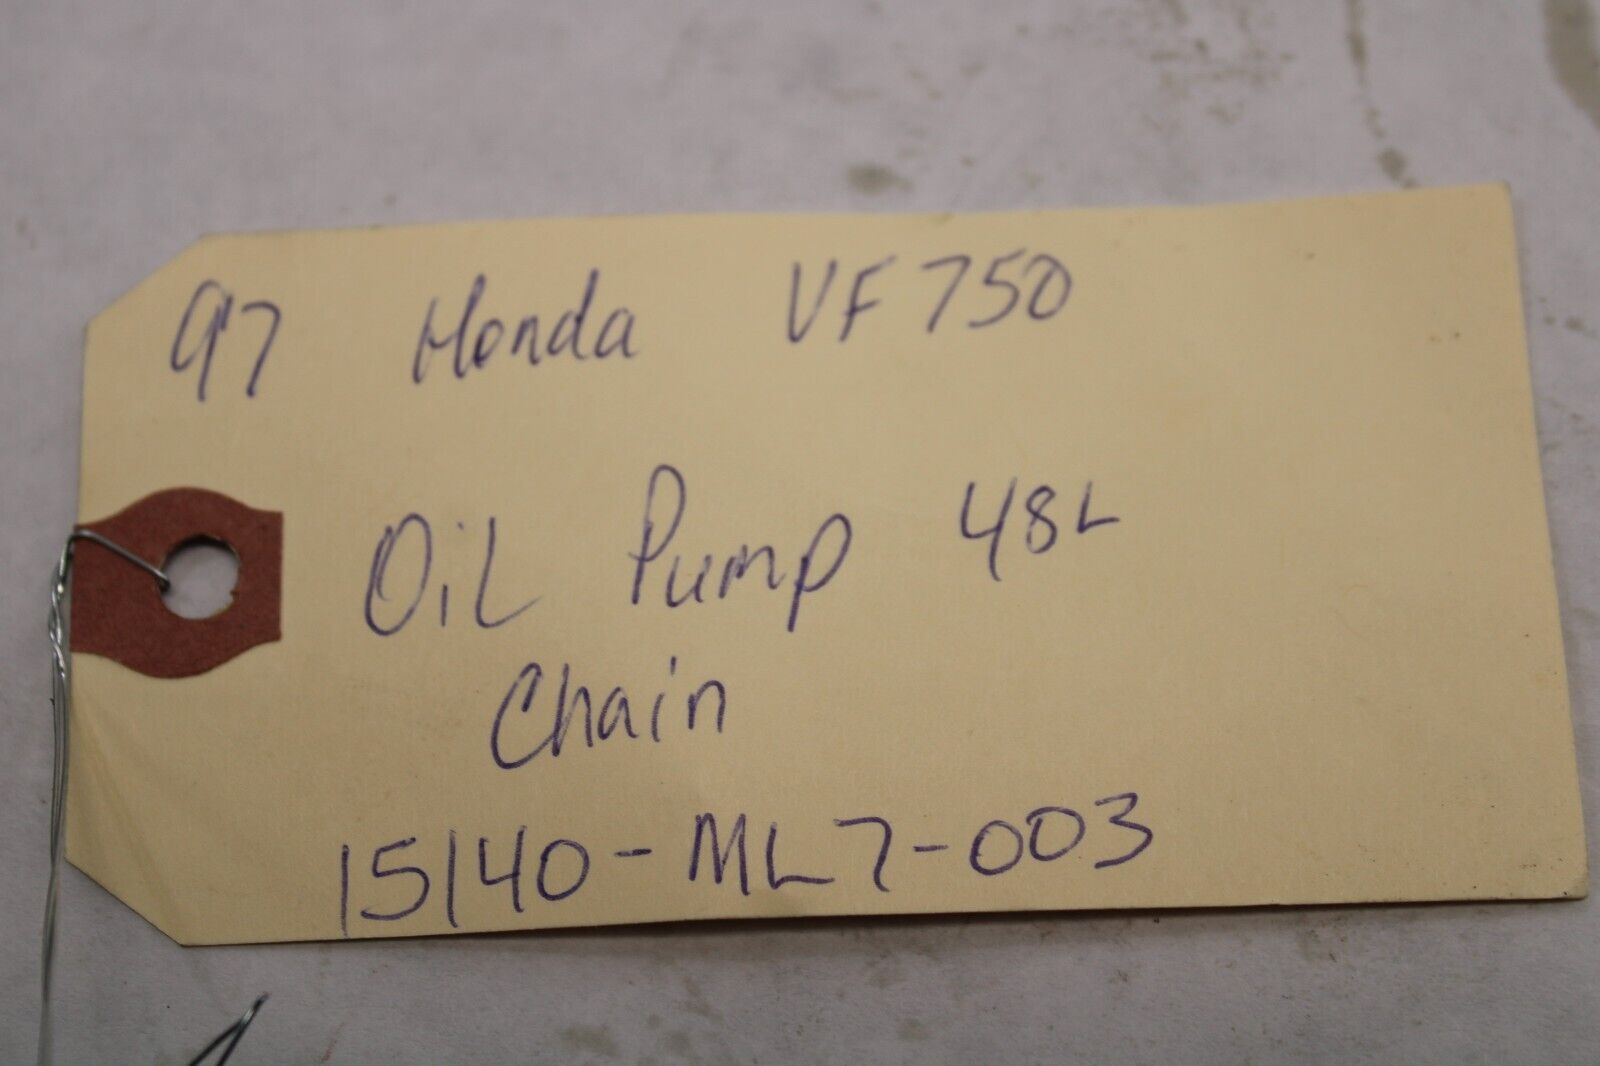 97 Honda VF750
Oil Pump 48L
Chain
15140-ML7-003